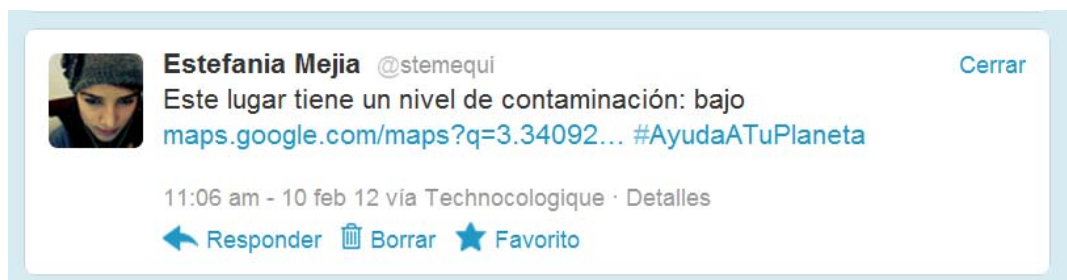 Estefania Mejia @stemequi Cerrar
Este lugar tiene un nivel de contaminación: bajo
maps.google.com/maps?q=3.34092... #AyudaATuPlaneta
11:06 am - 10 feb 12 vía Technocologique · Detalles
Responder Borrar Favorito